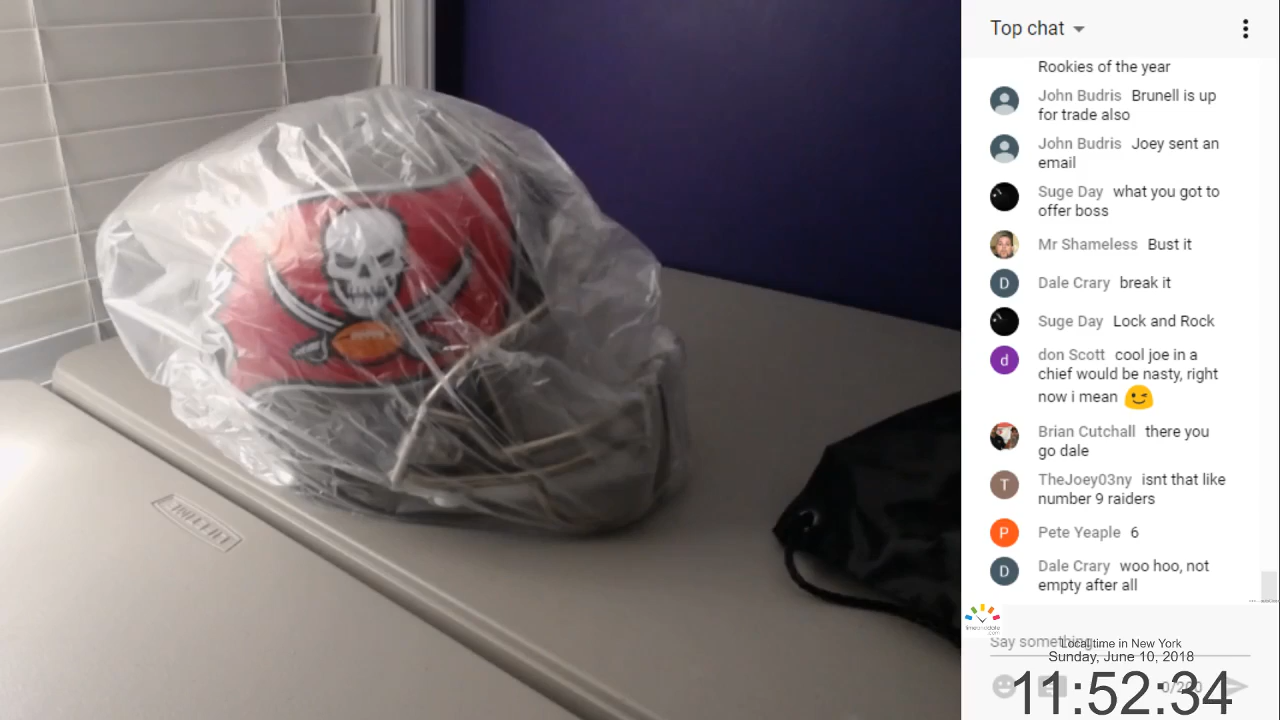 LIFETIME
Top chat
Rookies of the year
John Budris Brunell is up
for trade also
John Budris Joey sent an
email
Suge Day what you got to
offer boss
Mr Shameless Bust it
D
Dale Crary break it
Suge Day Lock and Rock
d
don Scott cool joe in a
chief would be nasty, right
now i mean
Brian Cutchall there you
go dale
T
TheJoey03ny isnt that like
number 9 raiders
P
Pete Yeaple 6
D
Dale Crary woo hoo, not
empty after all
timeanddate
.com
Say something...
Local time in New York
Sunday, June 10, 2018
11:52:34